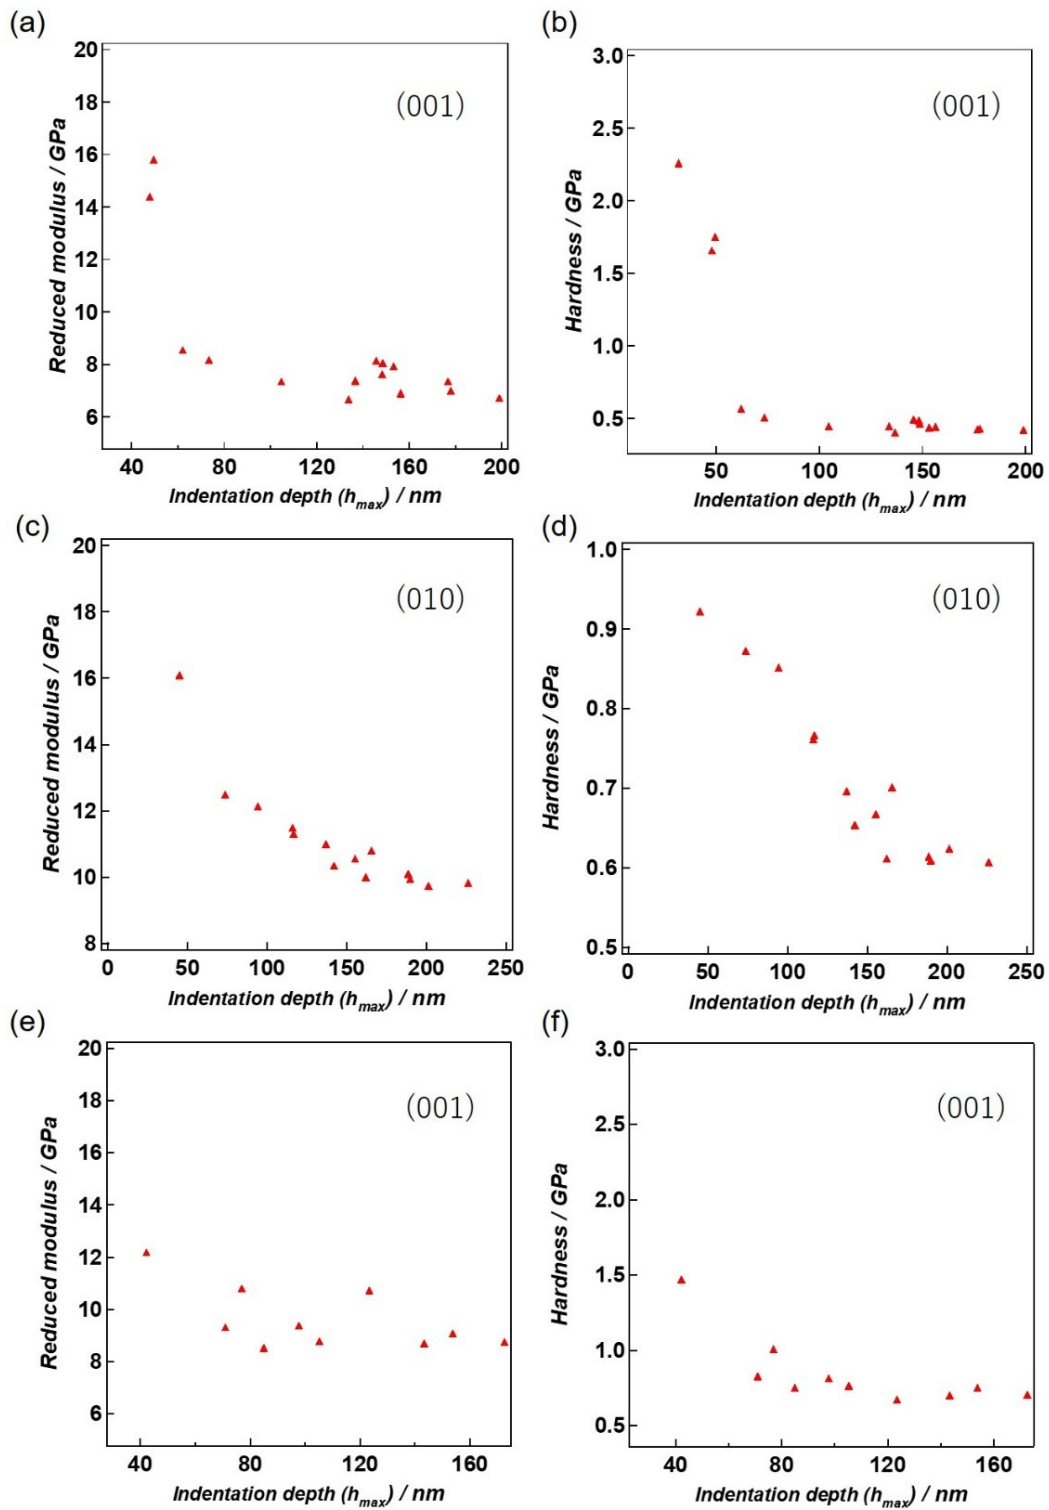 (a)
20
18
16
14
12
10
8
6
Reduced modulus / GPa
(001)
40 80 120 160 200
Indentation depth (hmax) / nm
(b)
3.0
2.5
2.0
1.5
1.0
0.5
Hardness / GPa
(001)
50 100 150 200
Indentation depth (hmax) / nm
(c)
20
18
16
14
12
10
8
Reduced modulus / GPa
(010)
0 50 100 150 200 250
Indentation depth (hmax) / nm
(d)
1.0
0.9
0.8
0.7
0.6
0.5
Hardness / GPa
(010)
0 50 100 150 200 250
Indentation depth (hmax) / nm
(e)
20
18
16
14
12
10
8
6
Reduced modulus / GPa
(001)
40 80 120 160
Indentation depth (hmax) / nm
(f)
3.0
2.5
2.0
1.5
1.0
0.5
Hardness / GPa
(001)
40 80 120 160
Indentation depth (hmax) / nm